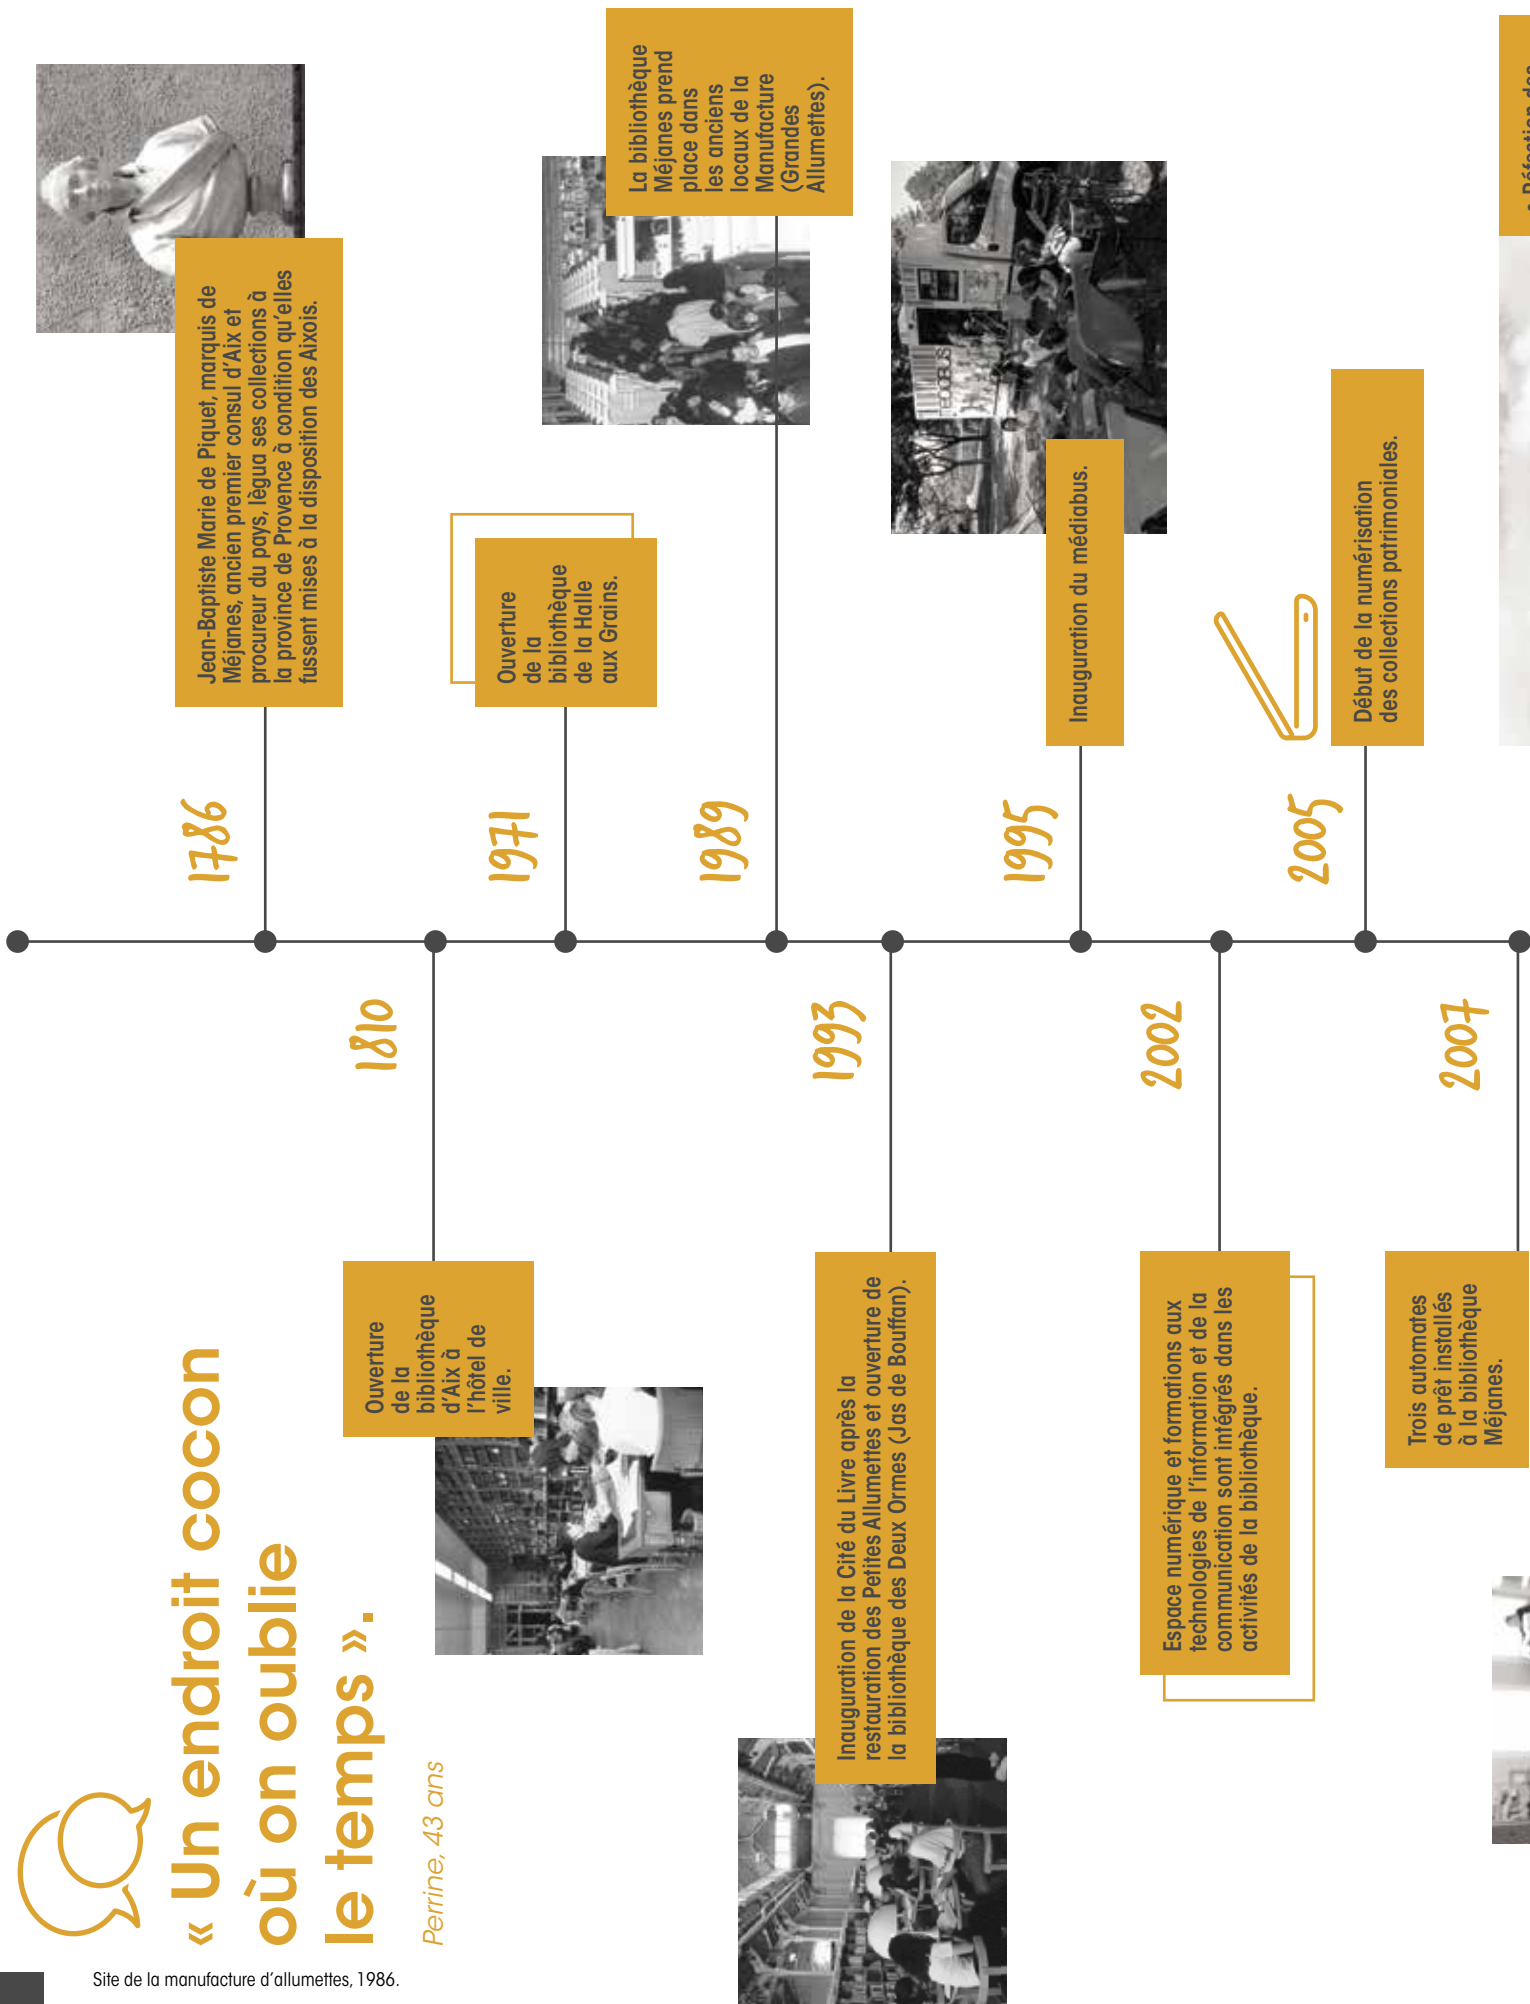 « Un endroit cocon
où on oublie
le temps ».
Perrine, 43 ans
1786
Jean-Baptiste Marie de Piquet, marquis de
Méjanes, ancien premier consul d'Aix et
procureur du pays, lègua ses collections à
la province de Provence à condition qu'elles
fussent mises à la disposition des Aixois.
1810
Ouverture
de la
bibliothèque
d'Aix à
l'hôtel de
ville.
1971
Ouverture
de la
bibliothèque
de la Halle
aux Grains.
1989
La bibliothèque
Méjanes prend
place dans
les anciens
locaux de la
Manufacture
(Grandes
Allumettes).
1993
Inauguration de la Cité du Livre après la
restauration des Petites Allumettes et ouverture de
la bibliothèque des Deux Ormes (Jas de Bouffan).
1995
Inauguration du médiabus.
2002
Espace numérique et formations aux
technologies de l'information et de la
communication sont intégrés dans les
activités de la bibliothèque.
2005
Début de la numérisation
des collections patrimoniales.
2007
Trois automates
de prêt installés
à la bibliothèque
Méjanes.
Site de la manufacture d'allumettes, 1986.